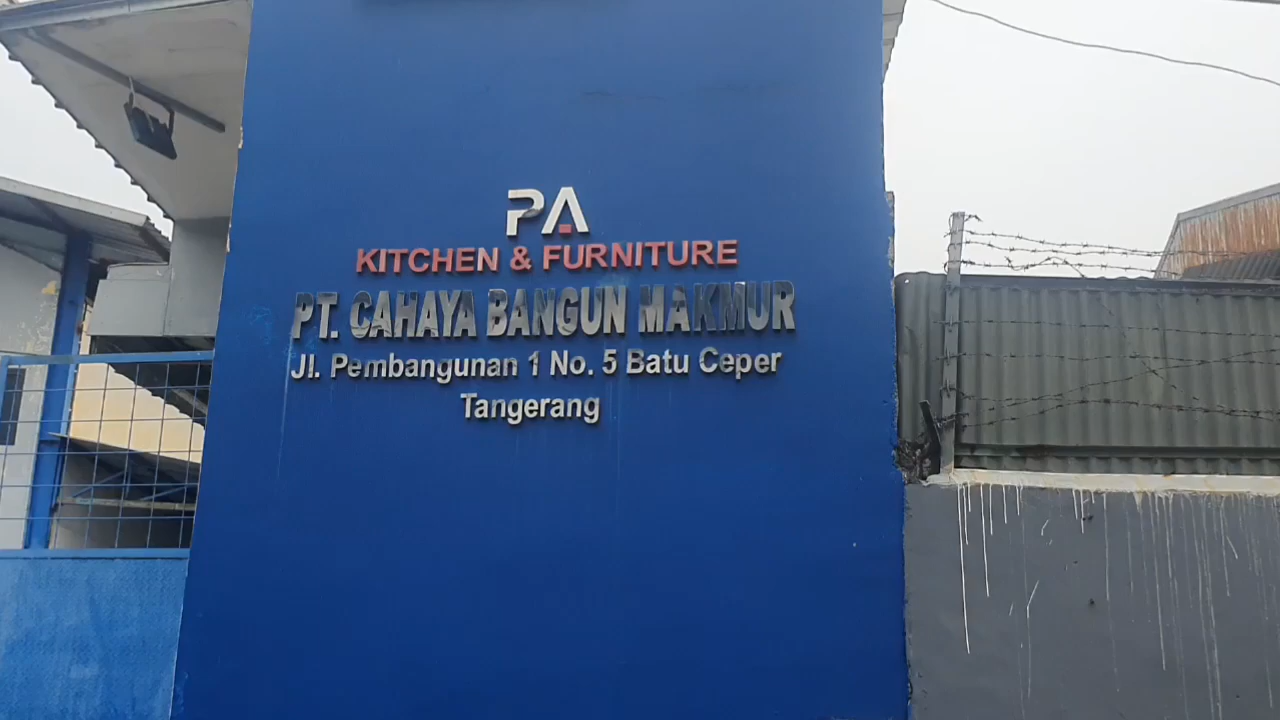 PA
KITCHEN & FURNITURE
PT. CAHAYA BANGUN MAKMUR
Jl. Pembangunan 1 No. 5 Batu Ceper
Tangerang